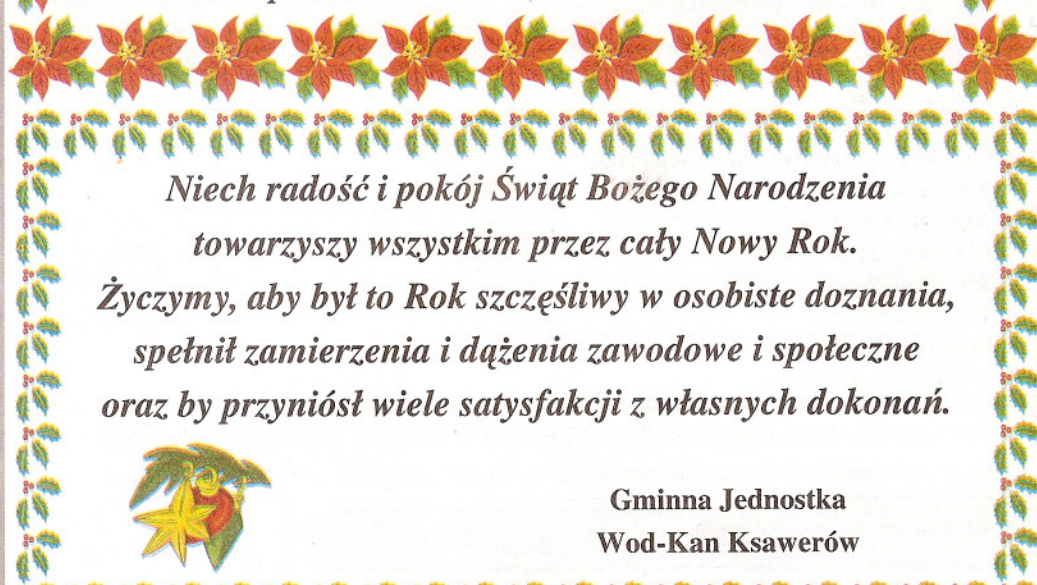 Niech radość i pokój Świąt Bożego Narodzenia
towarzyszy wszystkim przez cały Nowy Rok.
Życzymy, aby był to Rok szczęśliwy w osobiste doznania,
spełnił zamierzenia i dążenia zawodowe i społeczne
oraz by przyniósł wiele satysfakcji z własnych dokonań.
Gminna Jednostka
Wod-Kan Ksawerów